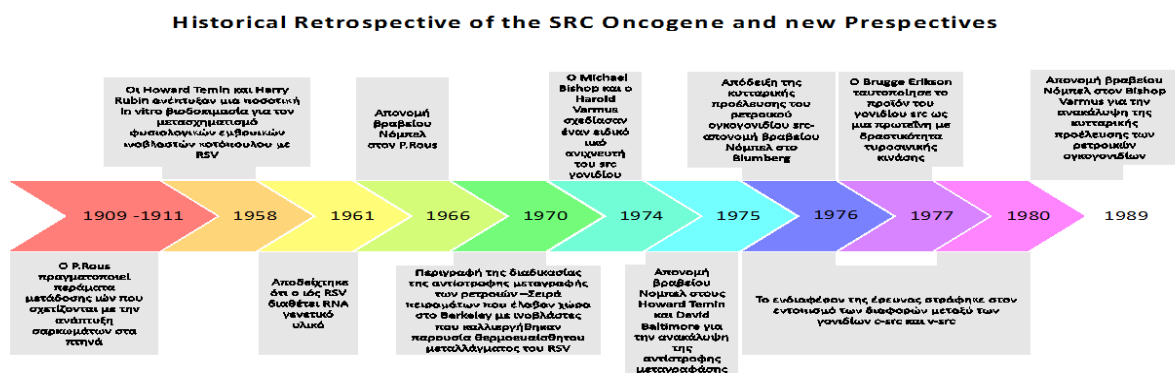 Historical Retrospective of the SRC Oncogene and new Prespectives
Οι Howard Temin και Harry
Rubin ανέπτυξαν μια ποσοτική
in vitro βιοδοκιμασία για τον
μετασχηματισμό
φυσιολογικών εμβρυικών
ινοβλαστών κοτόπουλου με
RSV
Απονομή
βραβείου
Νόμπελ
στον P.Rous
Ο Michael
Bishop και ο
Harold
Varmus
σχεδίασαν
έναν ειδικό
ιικό
ανιχνευτή
του src
γονιδίου
Απόδειξη της
κυτταρικής
προέλευσης του
ρετροικού
ογκογονιδίου src-
απονομή βραβείου
Νόμπελ στο
Blumberg
Ο Brugge Erikson
ταυτοποίησε το
προϊόν του
γονιδίου src ως
μια πρωτεΐνη με
δραστικότητα
τυροσινικής
κινάσης
Απονομή βραβείου
Νόμπελ στον Bishop
Varmus για την
ανακάλυψη της
κυτταρικής
προέλευσης των
ρετροικών
ογκογονιδίων
1909 -1911
1958
1961
1966
1970
1974
1975
1976
1977
1980
1989
Ο P.Rous
πραγματοποιεί
περάματα
μετάδοσης ιών που
σχετίζονται με την
ανάπτυξη
σαρκωμάτων στα
πτηνά
Αποδείχτηκε
ότι ο ιός RSV
διαθέτει RNA
γενετικό
υλικό
Περιγραφή της διαδικασίας
της αντίστροφης μεταγραφής
των ρετροιών –Σειρά
πειραμάτων που έλαβαν χώρα
στο Berkeley με ινοβλάστες
που καλλιεργήθηκαν
παρουσία θερμοευαίσθητου
μεταλλάγματος του RSV
Απονομή
βραβείου
Νομπελ στους
Howard Temin
και David
Baltimore για
την ανακάλυψη
της
αντίστροφης
μεταγραφάσης
Το ενδιαφέρον της έρευνας στράφηκε στον
εντοπισμό των διαφορών μεταξύ των
γονιδίων c-src και v-src